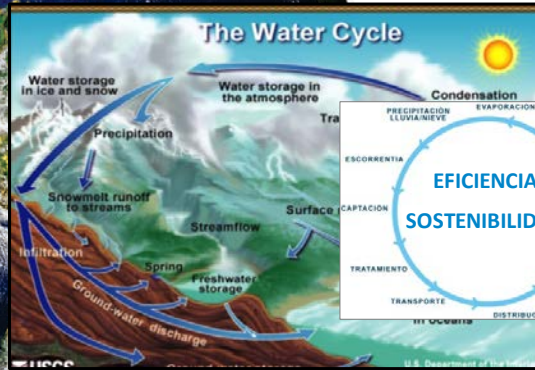 The Water Cycle
Water storage
in ice and snow
Water storage in
the atmosphere
Condensation
Precipitation
Snowmelt runoff
to streams
Streamflow
Infiltration
Spring
Freshwater
storage
Ground-water discharge
in oceans
USGS
EVAPORACIÓN
PRECIPITACIÓN
LLUVIA/NIEVE
ESCORRENTIA
CAPTACIÓN
TRATAMIENTO
TRANSPORTE
EFICIENCIA
Surface